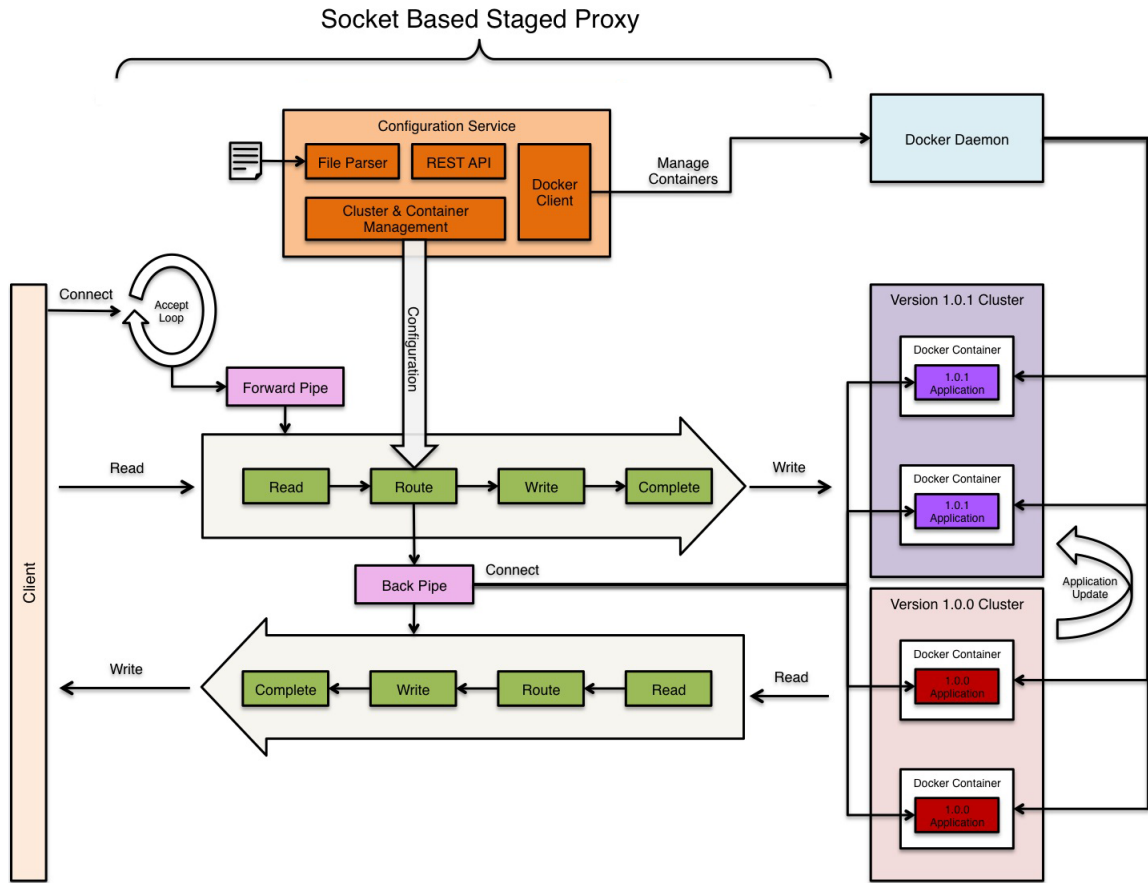 Socket Based Staged Proxy
Configuration Service
File Parser
REST API
Docker
Client
Cluster & Container
Management
Manage
Containers
Docker Daemon
Connect
Accept
Loop
Configuration
Forward Pipe
Client
Read
Read
Route
Write
Complete
Write
Back Pipe
Connect
Write
Complete
Write
Route
Read
Read
Version 1.0.1 Cluster
Docker Container
1.0.1
Application
Docker Container
1.0.1
Application
Application
Update
Version 1.0.0 Cluster
Docker Container
1.0.0
Application
Docker Container
1.0.0
Application